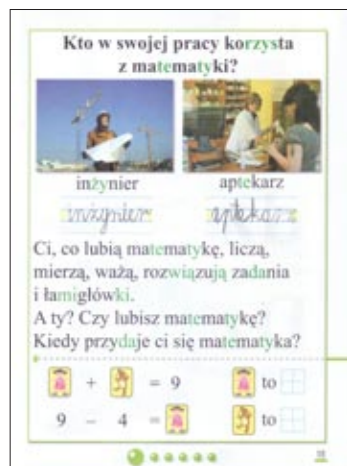 Kto w swojej pracy korzysta
z matematyki?
inżynier aptekarz
inżynier aptekarz
Ci, co lubią matematykę, liczą,
mierzą, ważą, rozwiązują zadania
i łamigłówki.
A ty? Czy lubisz matematykę?
Kiedy przydaje ci się matematyka?
+ = 9 to
9 – 4 = to